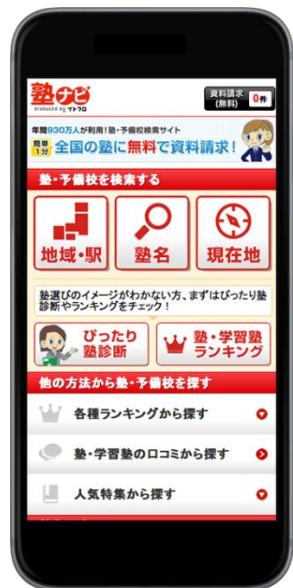 塾ナビ
produced by イトクロ
資料請求
(無料)
0件
年間930万人が利用!塾・予備校検索サイト
簡単
1分
全国の塾に無料で資料請求!
塾・予備校を検索する
地域・駅
塾名
現在地
塾選びのイメージがわかない方、まずはぴったり塾
診断やランキングをチェック!
ぴったり
塾診断
塾・学習塾
ランキング
他の方法から塾・予備校を探す
各種ランキングから探す
塾・学習塾の口コミから探す
人気特集から探す